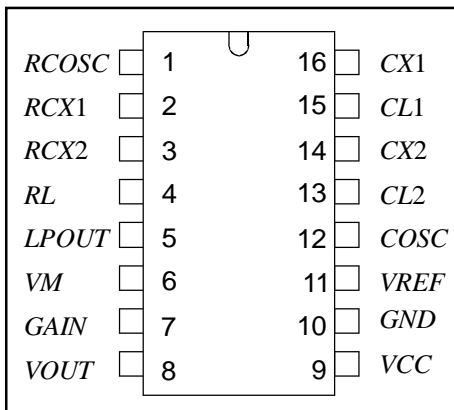 RCOSC 1 16 CX1
RCX1 2 15 CL1
RCX2 3 14 CX2
RL 4 13 CL2
LPOUT 5 12 COSC
VM 6 11 VREF
GAIN 7 10 GND
VOUT 8 9 VCC